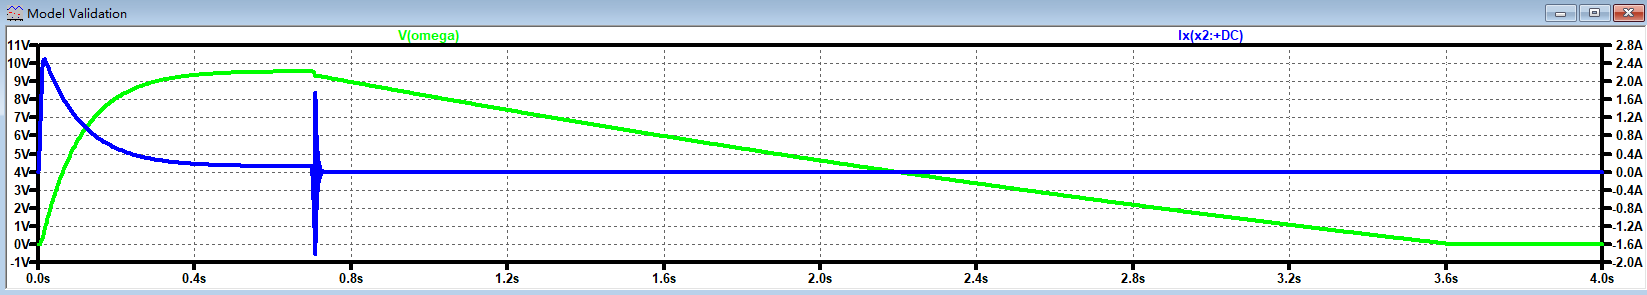 Model Validation
V(omega) Ix(x2:+DC)
11V 2.8A
10V 2.4A
9V 2.0A
8V 1.6A
7V 1.2A
6V 0.8A
5V 0.4A
4V 0.0A
3V -0.4A
2V -0.8A
1V -1.2A
0V -1.6A
-1V -2.0A
0.0s 0.4s 0.8s 1.2s 1.6s 2.0s 2.4s 2.8s 3.2s 3.6s 4.0s